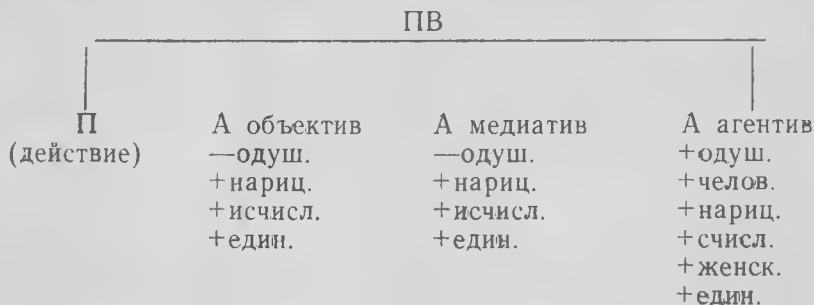 ПВ
П А объектив А медиатив А агентив
(действие) —одуш. —одуш. +одуш.
+нариц. +нариц. +челов.
+исчисл. +исчисл. +нариц.
+един. +един. +счисл.
+женск.
+един.